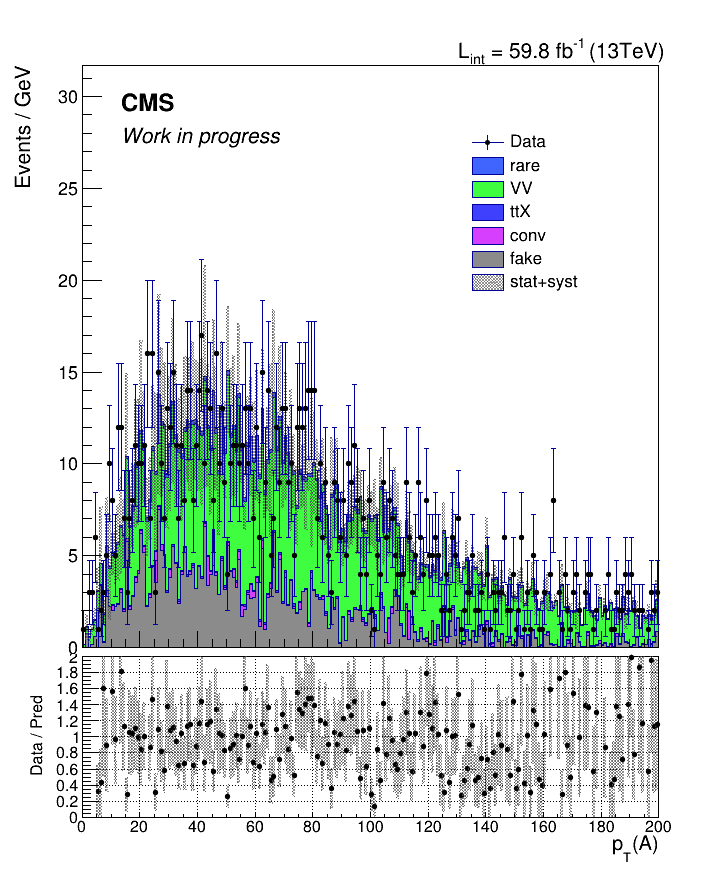 L_int = 59.8 fb^-1 (13TeV)
Events / GeV
CMS
Work in progress
Data
rare
VV
ttX
conv
fake
stat+syst
30
25
20
15
10
5
0
Data / Pred
2
1.8
1.6
1.4
1.2
1
0.8
0.6
0.4
0.2
0
0 20 40 60 80 100 120 140 160 180 200
p_T(A)